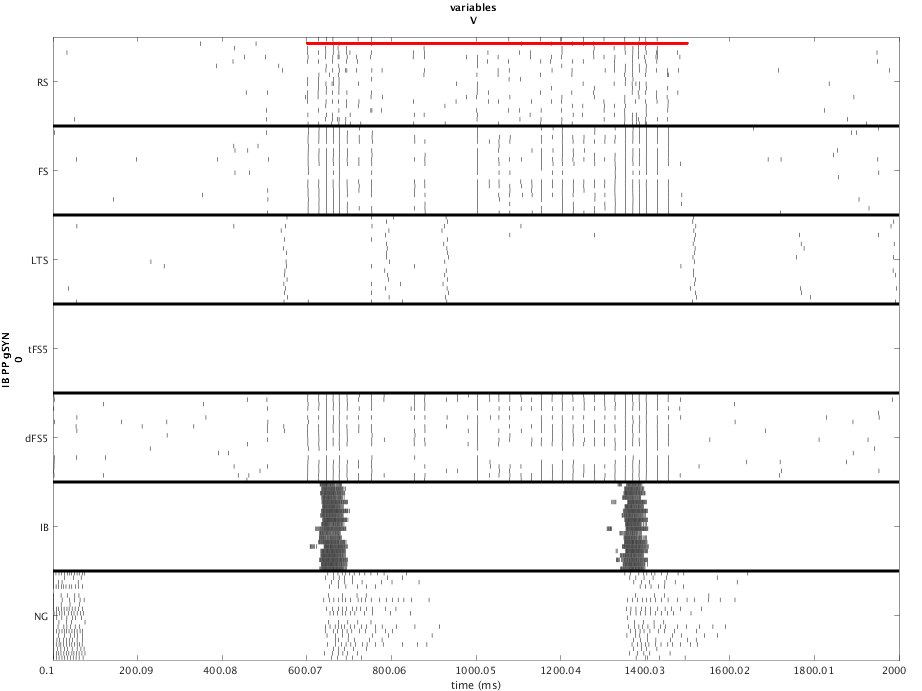 variables
V
RS
FS
LTS
tFS5
dFS5
IB
NG
IB PP gSYN
0
0.1 200.09 400.08 600.07 800.06 1000.05 1200.04 1400.03 1600.02 1800.01 2000
time (ms)